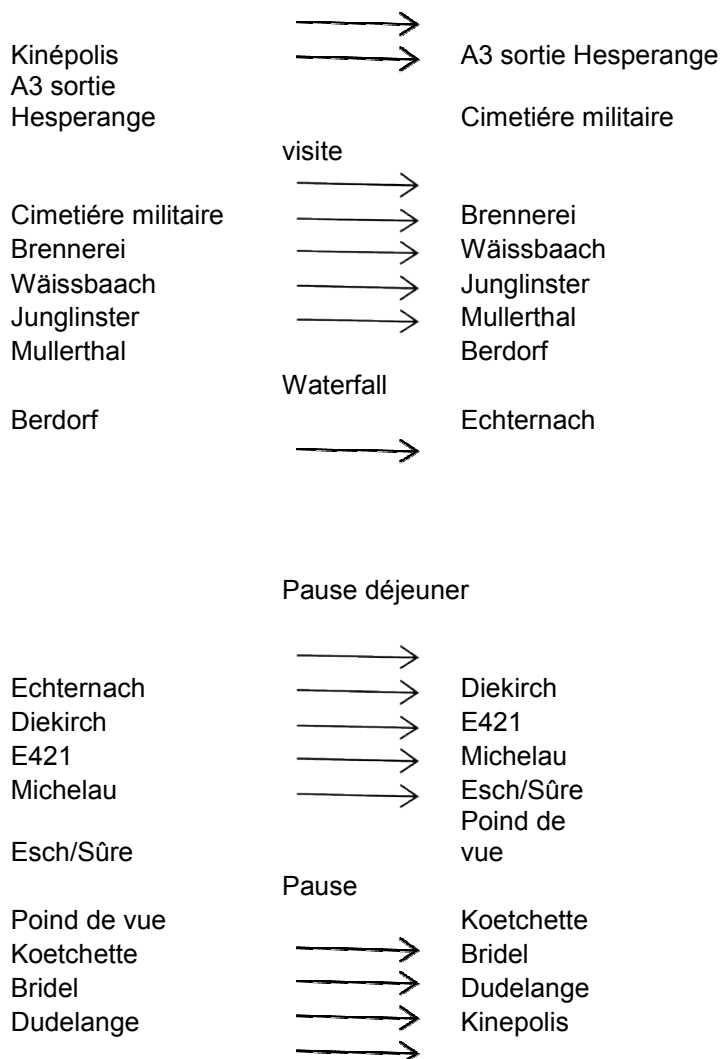 Kinépolis A3 sortie Hesperange
A3 sortie
Hesperange Cimetiére militaire
visite
Cimetiére militaire Brennerei
Brennerei Wäissbaach
Wäissbaach Junglinster
Junglinster Mullerthal
Mullerthal Berdorf
Waterfall
Berdorf Echternach
Pause déjeuner
Echternach Diekirch
Diekirch E421
E421 Michelau
Michelau Esch/Sûre
Poind de
Esch/Sûre vue
Pause
Poind de vue Koetchette
Koetchette Bridel
Bridel Dudelange
Dudelange Kinepolis